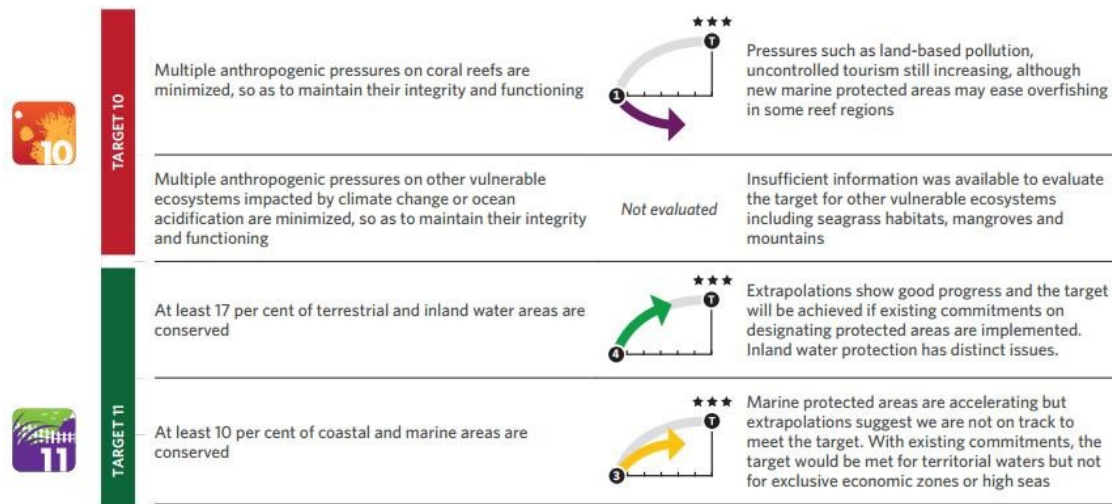 TARGET 10
10
Multiple anthropogenic pressures on coral reefs are
minimized, so as to maintain their integrity and functioning
★★★
T
1
Pressures such as land-based pollution,
uncontrolled tourism still increasing, although
new marine protected areas may ease overfishing
in some reef regions
Multiple anthropogenic pressures on other vulnerable
ecosystems impacted by climate change or ocean
acidification are minimized, so as to maintain their integrity
and functioning
Not evaluated
Insufficient information was available to evaluate
the target for other vulnerable ecosystems
including seagrass habitats, mangroves and
mountains
TARGET 11
11
At least 17 per cent of terrestrial and inland water areas are
conserved
★★★
T
4
Extrapolations show good progress and the target
will be achieved if existing commitments on
designating protected areas are implemented.
Inland water protection has distinct issues.
At least 10 per cent of coastal and marine areas are
conserved
★★★
T
3
Marine protected areas are accelerating but
extrapolations suggest we are not on track to
meet the target. With existing commitments, the
target would be met for territorial waters but not
for exclusive economic zones or high seas